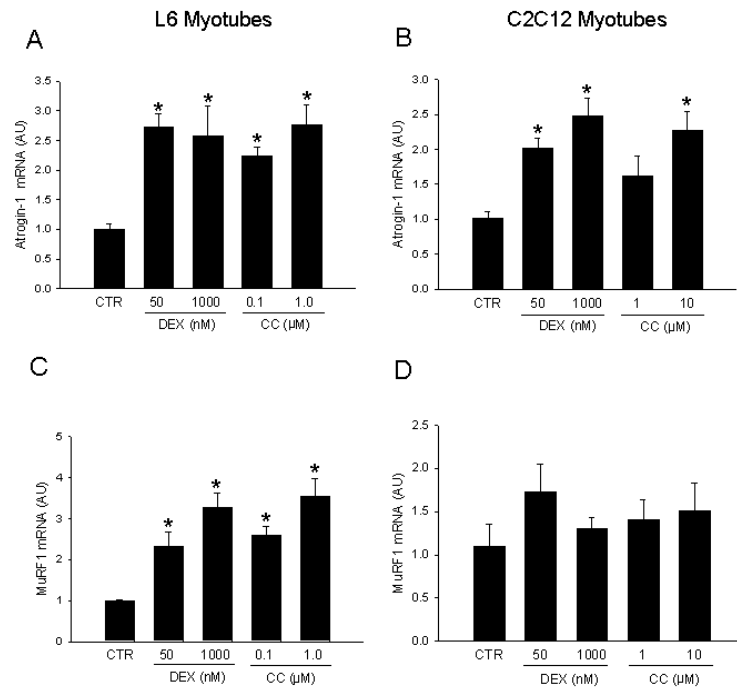 L6 Myotubes
C2C12 Myotubes
A
Atrogin-1 mRNA (AU)
3.5
3.0
2.5
2.0
1.5
1.0
0.5
0.0
* * * *
CTR 50 1000 0.1 1.0
DEX (nM) CC (µM)
B
Atrogin-1 mRNA (AU)
3.0
2.5
2.0
1.5
1.0
0.5
0.0
* * *
CTR 50 1000 1 10
DEX (nM) CC (µM)
C
MuRF1 mRNA (AU)
5
4
3
2
1
0
* * * *
CTR 50 1000 0.1 1.0
DEX (nM) CC (µM)
D
MuRF1 mRNA (AU)
2.5
2.0
1.5
1.0
0.5
0.0
CTR 50 1000 1 10
DEX (nM) CC (µM)